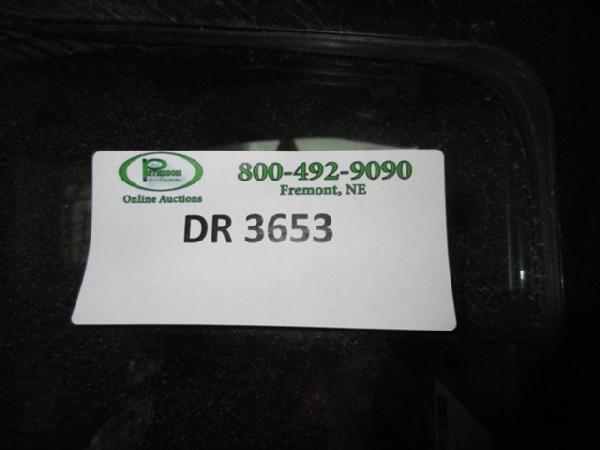 800-492-9090
Fremont, NE
Online Auctions
DR 3653